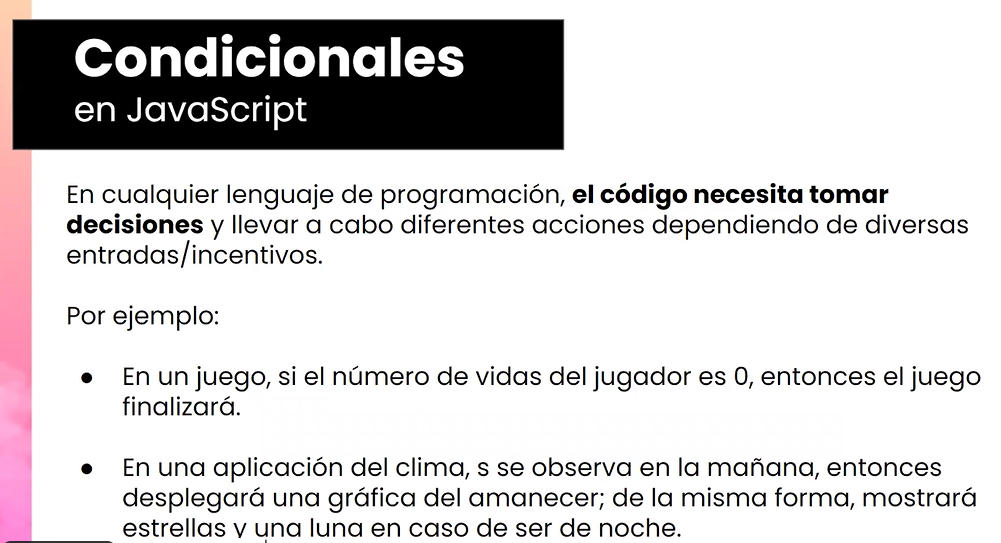 Condicionales
en JavaScript
En cualquier lenguaje de programación, el código necesita tomar
decisiones y llevar a cabo diferentes acciones dependiendo de diversas
entradas/incentivos.
Por ejemplo:
● En un juego, si el número de vidas del jugador es 0, entonces el juego
finalizará.
● En una aplicación del clima, s se observa en la mañana, entonces
desplegará una gráfica del amanecer; de la misma forma, mostrará
estrellas y una luna en caso de ser de noche.